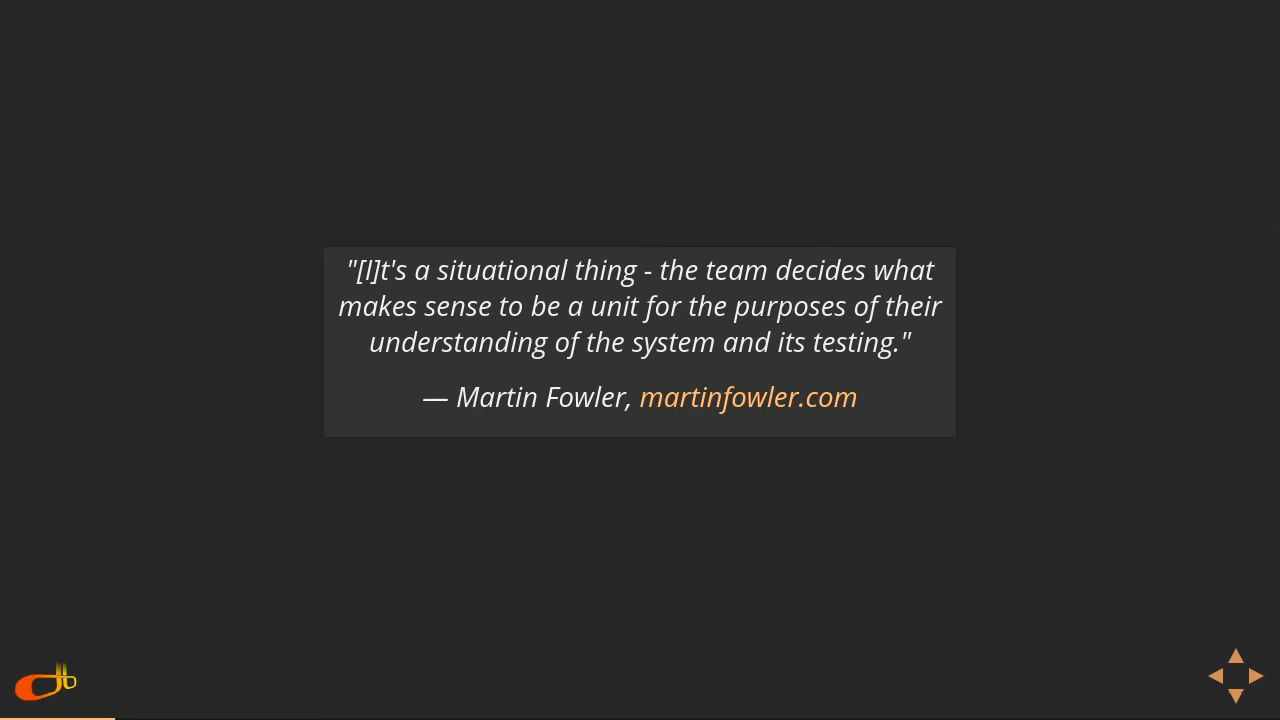 "[I]t's a situational thing - the team decides what
makes sense to be a unit for the purposes of their
understanding of the system and its testing."
— Martin Fowler, martinfowler.com